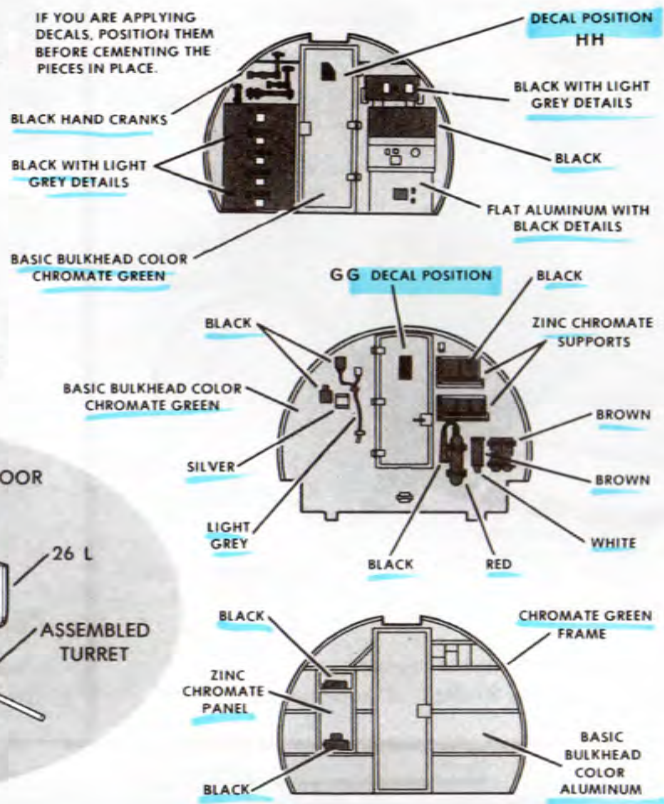 IF YOU ARE APPLYING
DECALS, POSITION THEM
BEFORE CEMENTING THE
PIECES IN PLACE.
DECAL POSITION
HH
BLACK HAND CRANKS
BLACK WITH LIGHT
GREY DETAILS
BLACK WITH LIGHT
GREY DETAILS
BLACK
FLAT ALUMINUM WITH
BLACK DETAILS
BASIC BULKHEAD COLOR
CHROMATE GREEN
GG DECAL POSITION
BLACK
BLACK
ZINC CHROMATE
SUPPORTS
BASIC BULKHEAD COLOR
CHROMATE GREEN
BROWN
SILVER
BROWN
LIGHT
GREY
WHITE
BLACK
RED
OOR
26 L
ASSEMBLED
TURRET
BLACK
CHROMATE GREEN
FRAME
ZINC
CHROMATE
PANEL
BLACK
BASIC
BULKHEAD
COLOR
ALUMINUM